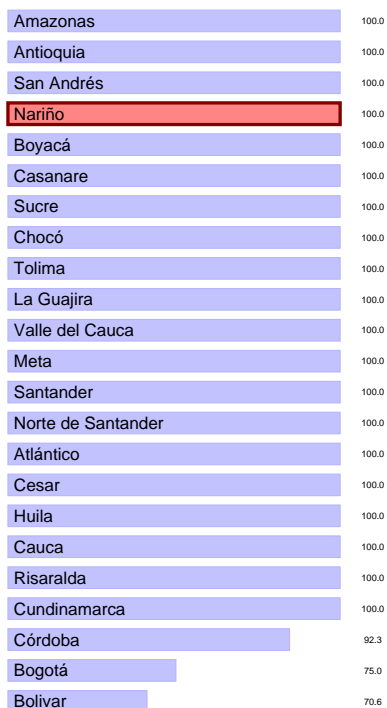 Amazonas 100.0
Antioquia 100.0
San Andrés 100.0
Nariño 100.0
Boyacá 100.0
Casanare 100.0
Sucre 100.0
Chocó 100.0
Tolima 100.0
La Guajira 100.0
Valle del Cauca 100.0
Meta 100.0
Santander 100.0
Norte de Santander 100.0
Atlántico 100.0
Cesar 100.0
Huila 100.0
Cauca 100.0
Risaralda 100.0
Cundinamarca 100.0
Córdoba 92.3
Bogotá 75.0
Bolivar 70.6